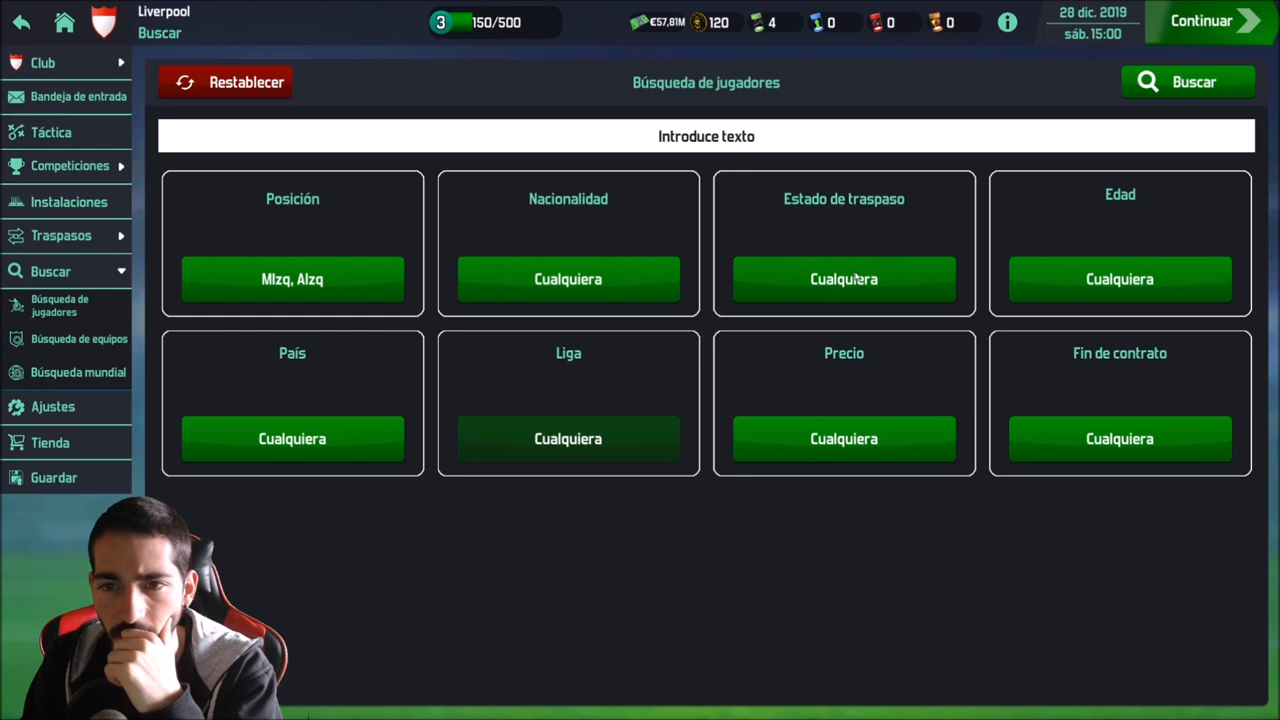 Liverpool
Buscar
3 150/500
€57,81M
120
4
0
0
0
28 dic. 2019
sáb. 15:00
Continuar
Club
Bandeja de entrada
Táctica
Competiciones
Instalaciones
Traspasos
Buscar
Búsqueda de
jugadores
Búsqueda de equipos
Búsqueda mundial
Ajustes
Tienda
Guardar
Restablecer
Búsqueda de jugadores
Buscar
Introduce texto
Posición
MIzq, AIzq
Nacionalidad
Cualquiera
Estado de traspaso
Cualquiera
Edad
Cualquiera
País
Cualquiera
Liga
Cualquiera
Precio
Cualquiera
Fin de contrato
Cualquiera